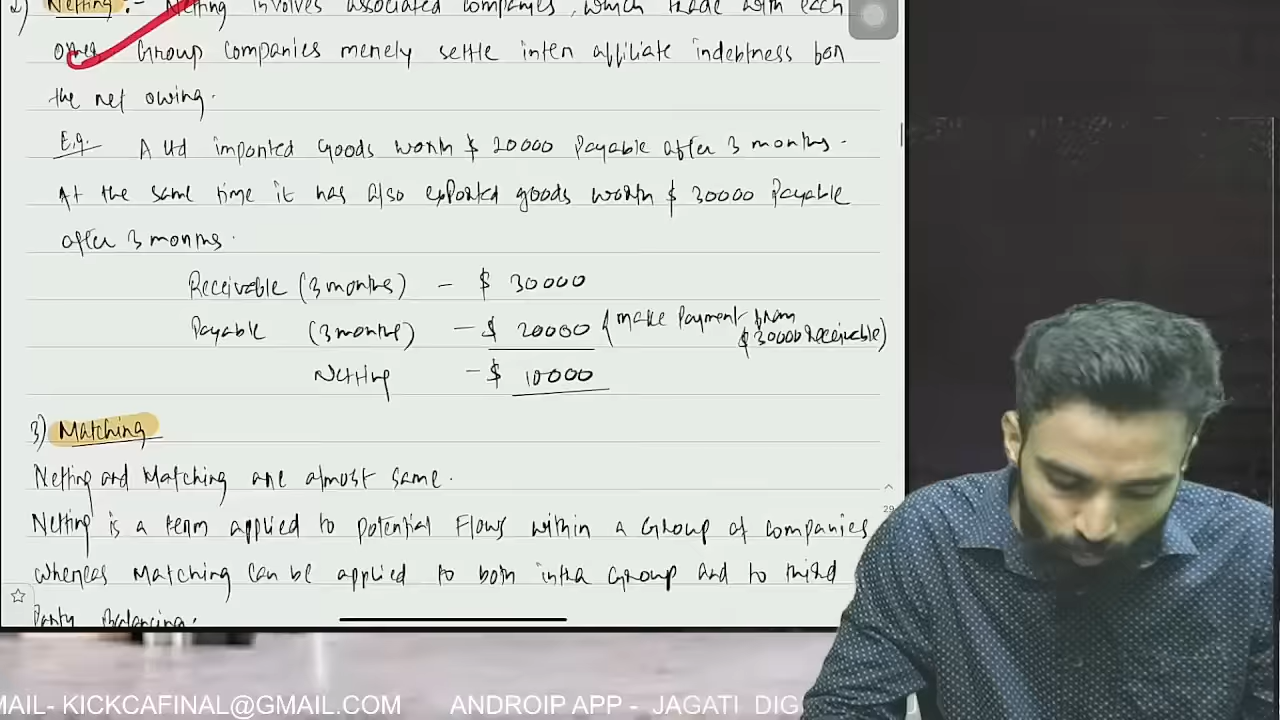 2) Netting :- Netting involves associated companies, which trade with each
other. Group companies merely settle inter affiliate indebtness for
the net owing.
E.g. A Ltd imported Goods worth $ 20000 Payable after 3 months.
At the same time it has also exported goods worth $ 30000 Payable
after 3 months.
Receivable (3 months) - $ 30000
Payable (3 months) - $ 20000 (make Payment from
$30000 Receivable)
Netting - $ 10000
3) Matching
Netting and Matching are almost same.
29
Netting is a term applied to potential Flows within a Group of companies
whereas Matching can be applied to both intra Group and to third
Party Balancing.
MAIL- KICKCAFINAL@GMAIL.COM ANDROIP APP - JAGATI DIG